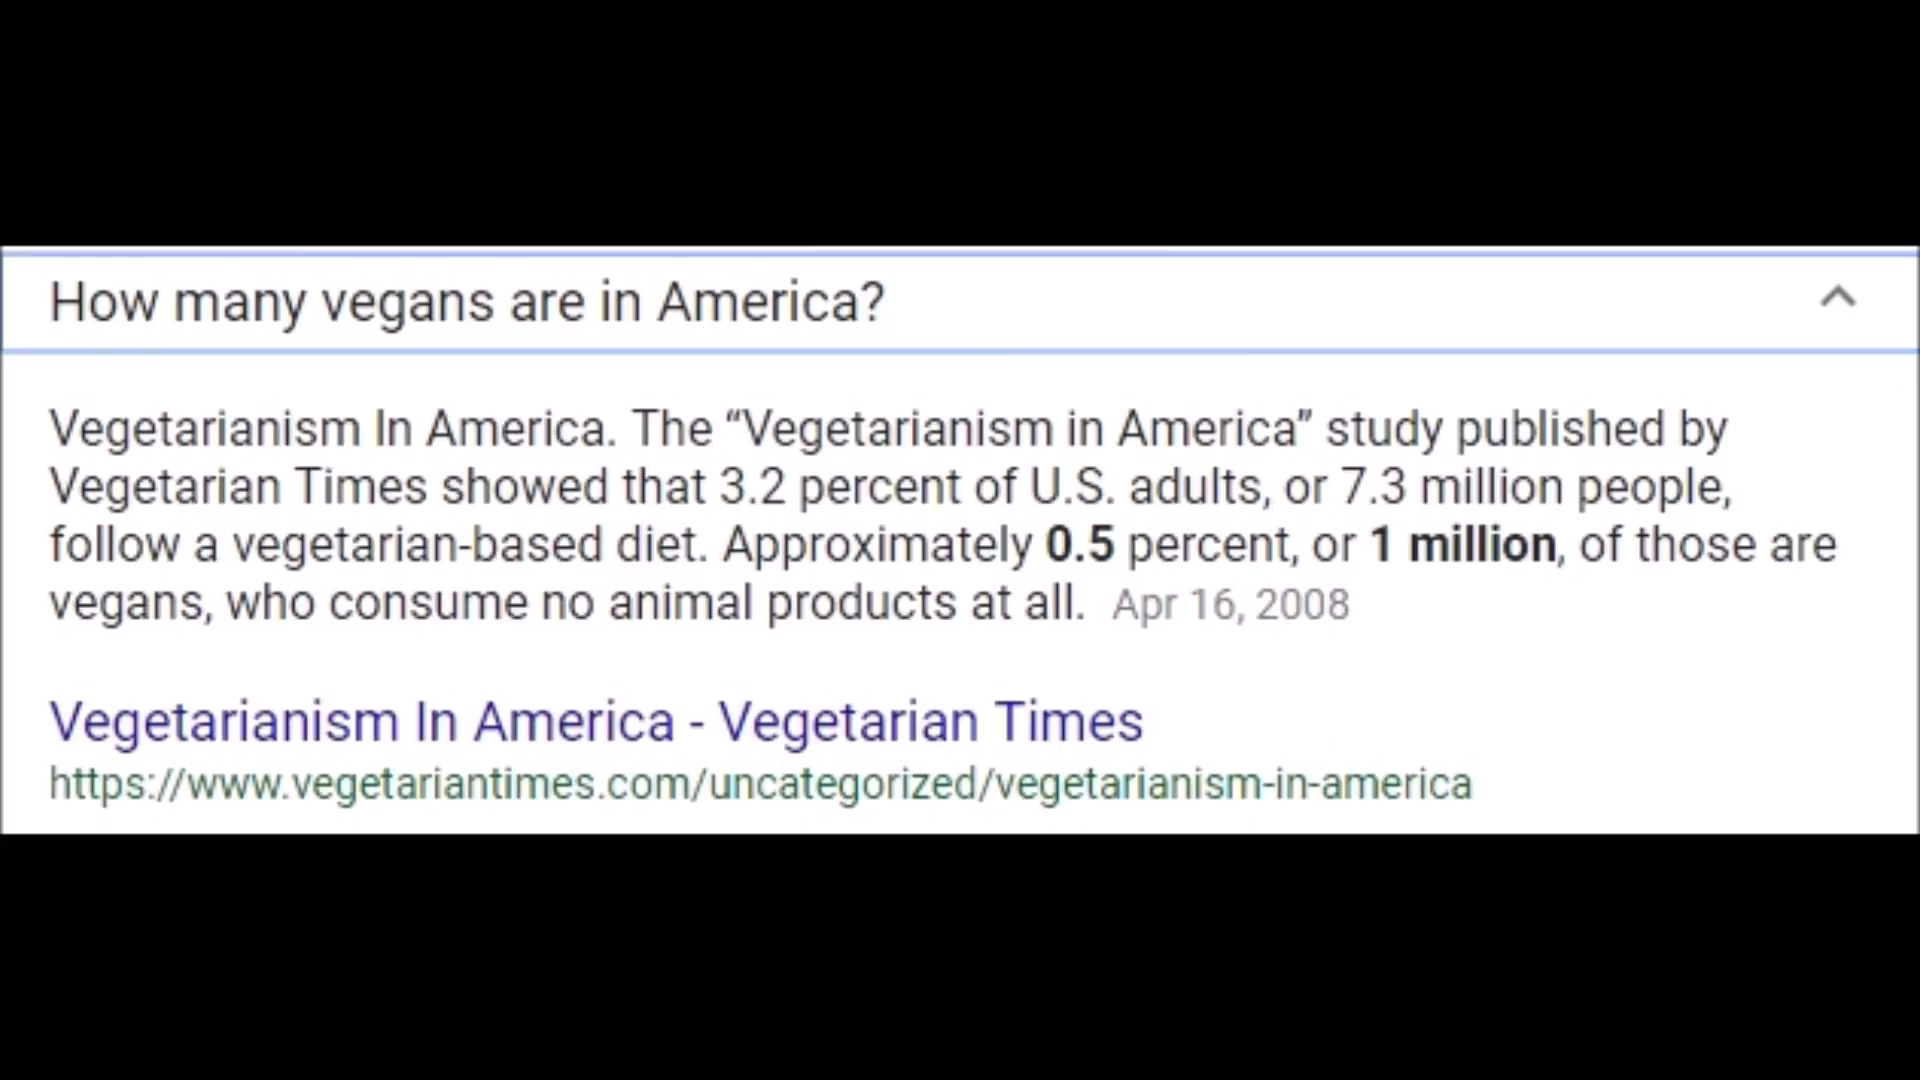 How many vegans are in America?
Vegetarianism In America. The “Vegetarianism in America” study published by
Vegetarian Times showed that 3.2 percent of U.S. adults, or 7.3 million people,
follow a vegetarian-based diet. Approximately 0.5 percent, or 1 million, of those are
vegans, who consume no animal products at all. Apr 16, 2008
Vegetarianism In America - Vegetarian Times
https://www.vegetariantimes.com/uncategorized/vegetarianism-in-america